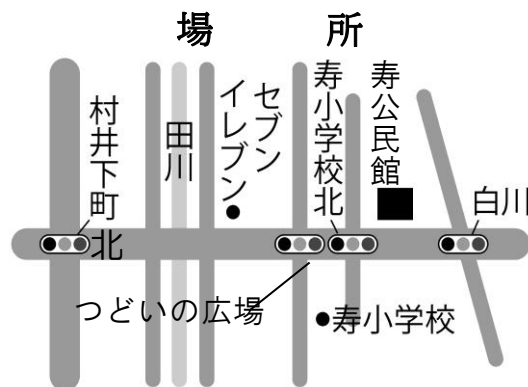 場所
村井下町北
田川
セブンイレブン
寿小学校北
寿公民館
白川
つどいの広場
寿小学校